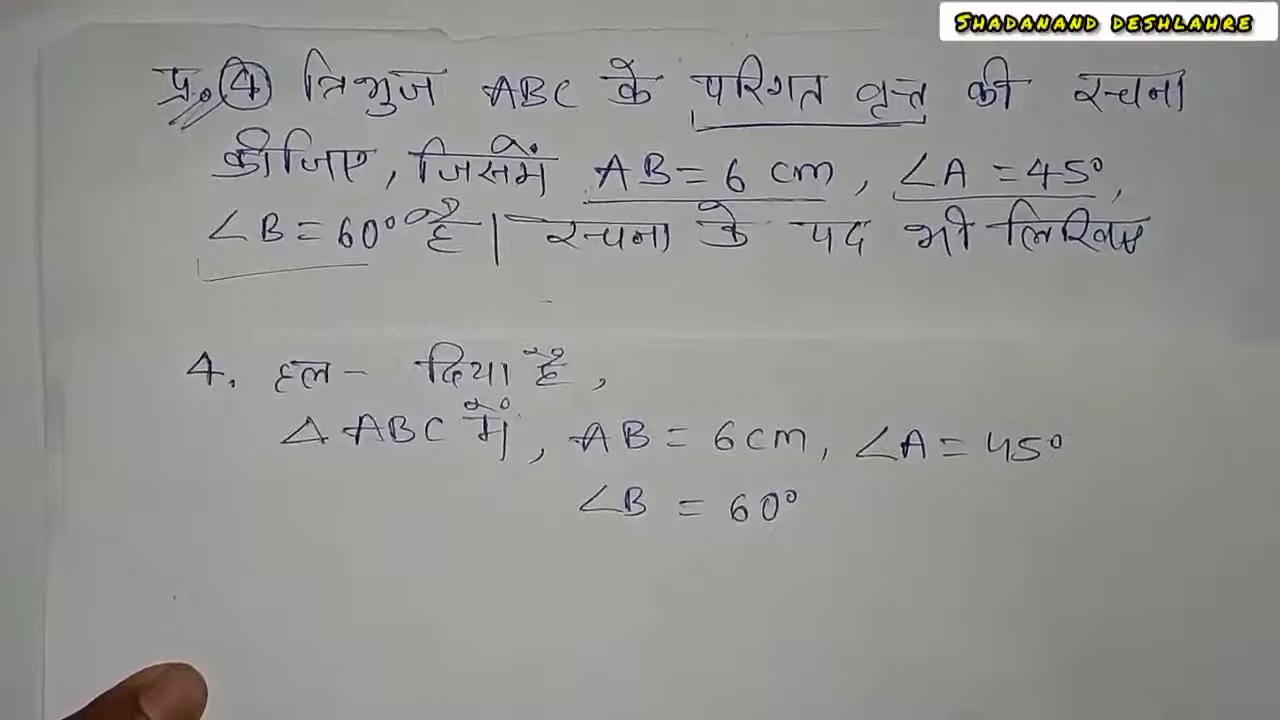 SHADANAND DESHLAHRE
प्र. ④ त्रिभुज ABC के परिगत वृत्त की रचना
कीजिए, जिसमें AB = 6 cm, ∠A = 45°,
∠B = 60° है। रचना के पद भी लिखिए
4. हल - दिया है,
△ ABC में, AB = 6cm, ∠A = 45°
∠B = 60°